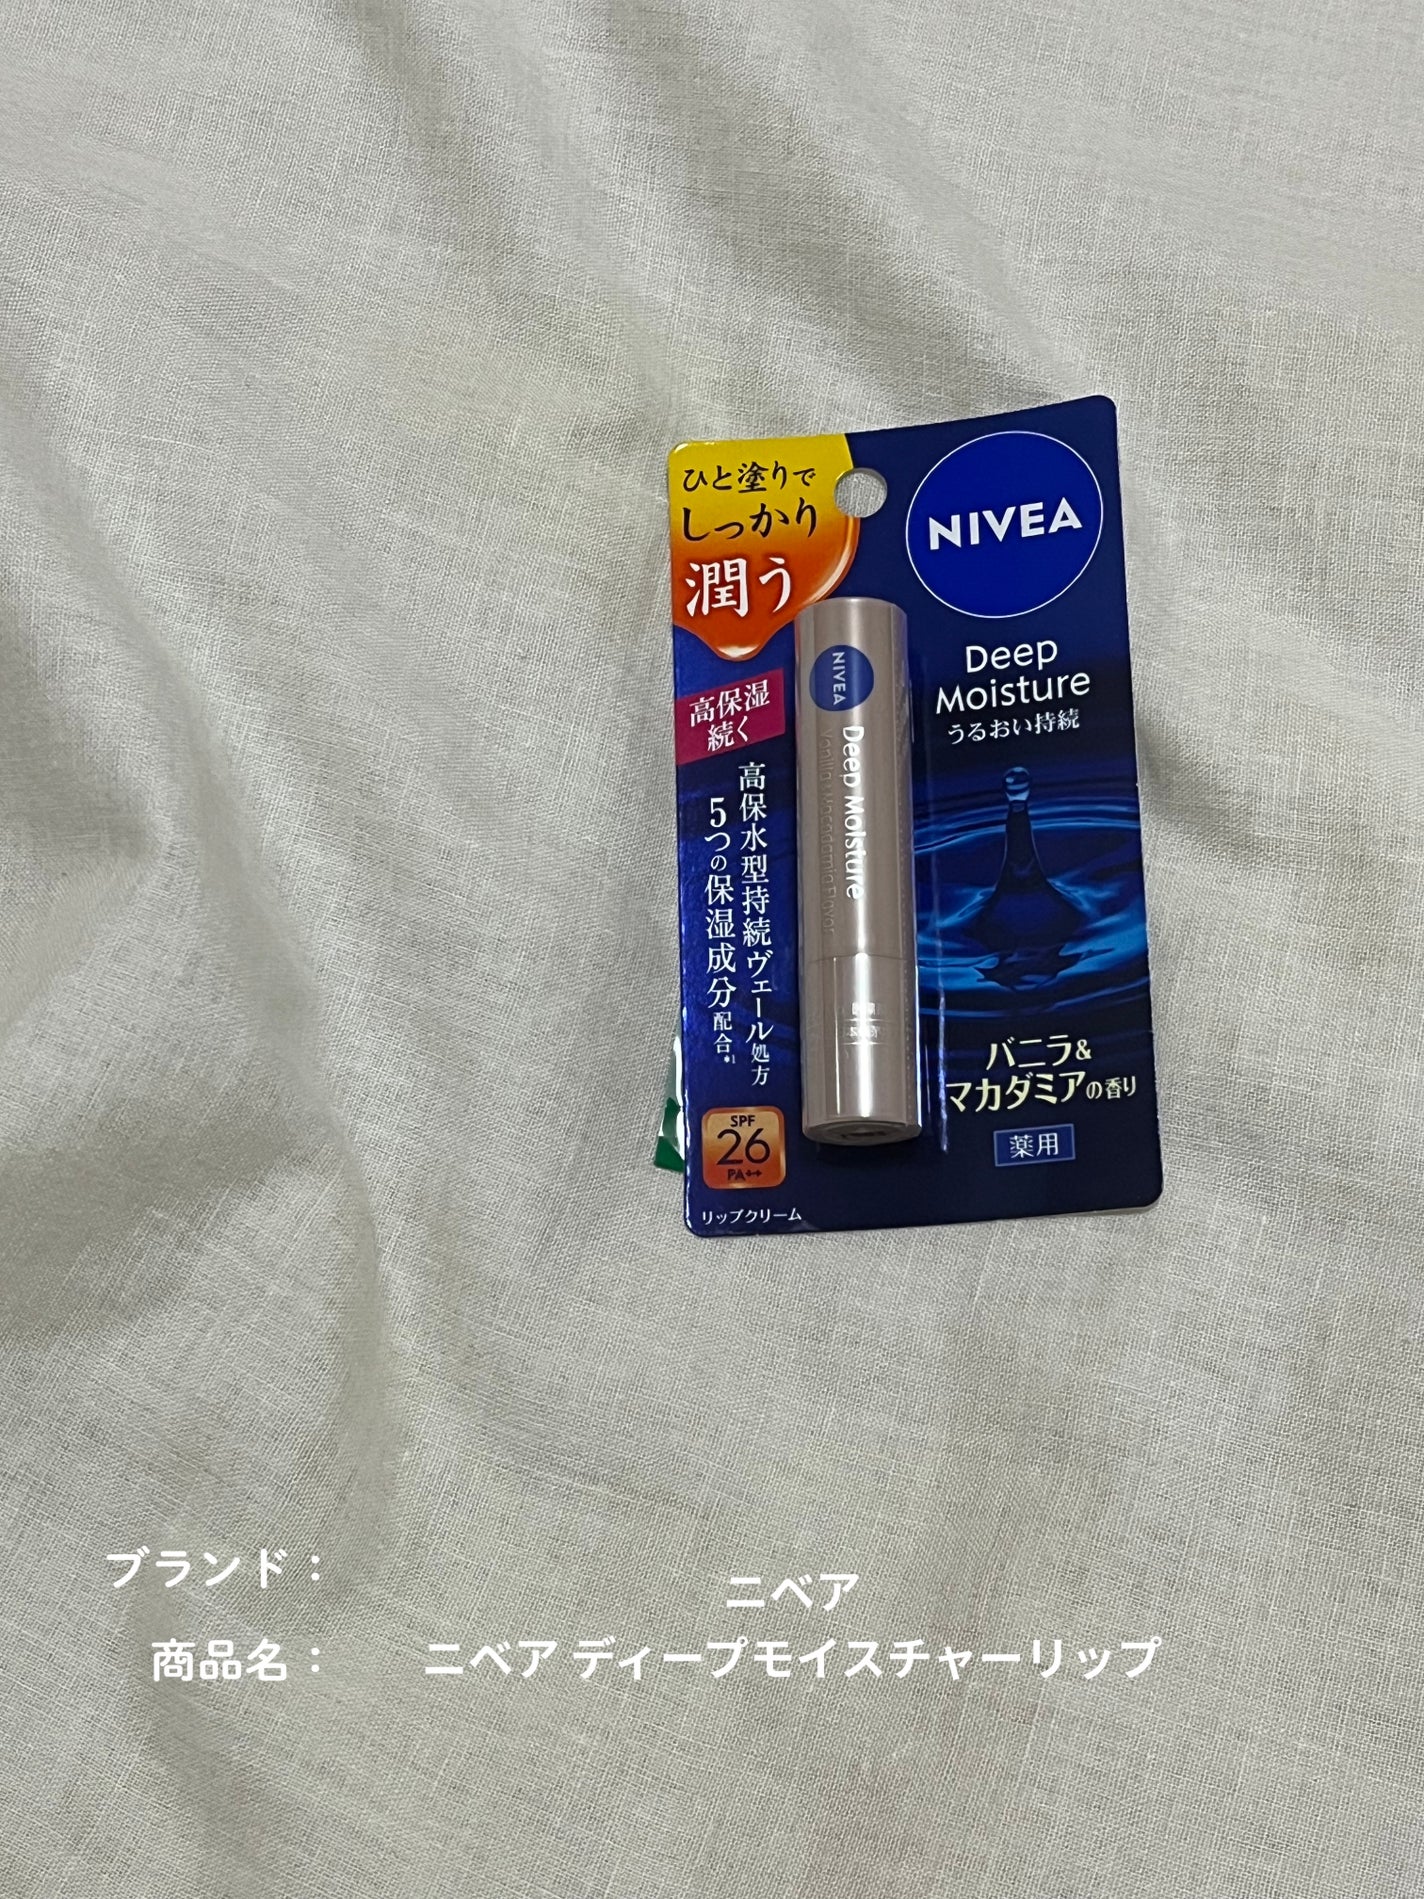 ひと塗りで
しっかり
潤う
NIVEA
Deep
Moisture
うるおい持続
高保湿
続く
高保水型持続ヴェール処方
5つの保湿成分配合*1
NIVEA
Deep Moisture
Vanilla & Macadamia Flavor
バニラ&
マカダミアの香り
薬用
SPF
26
PA++
リップクリーム
ブランド：
ニベア
商品名：
ニベア ディープモイスチャーリップ